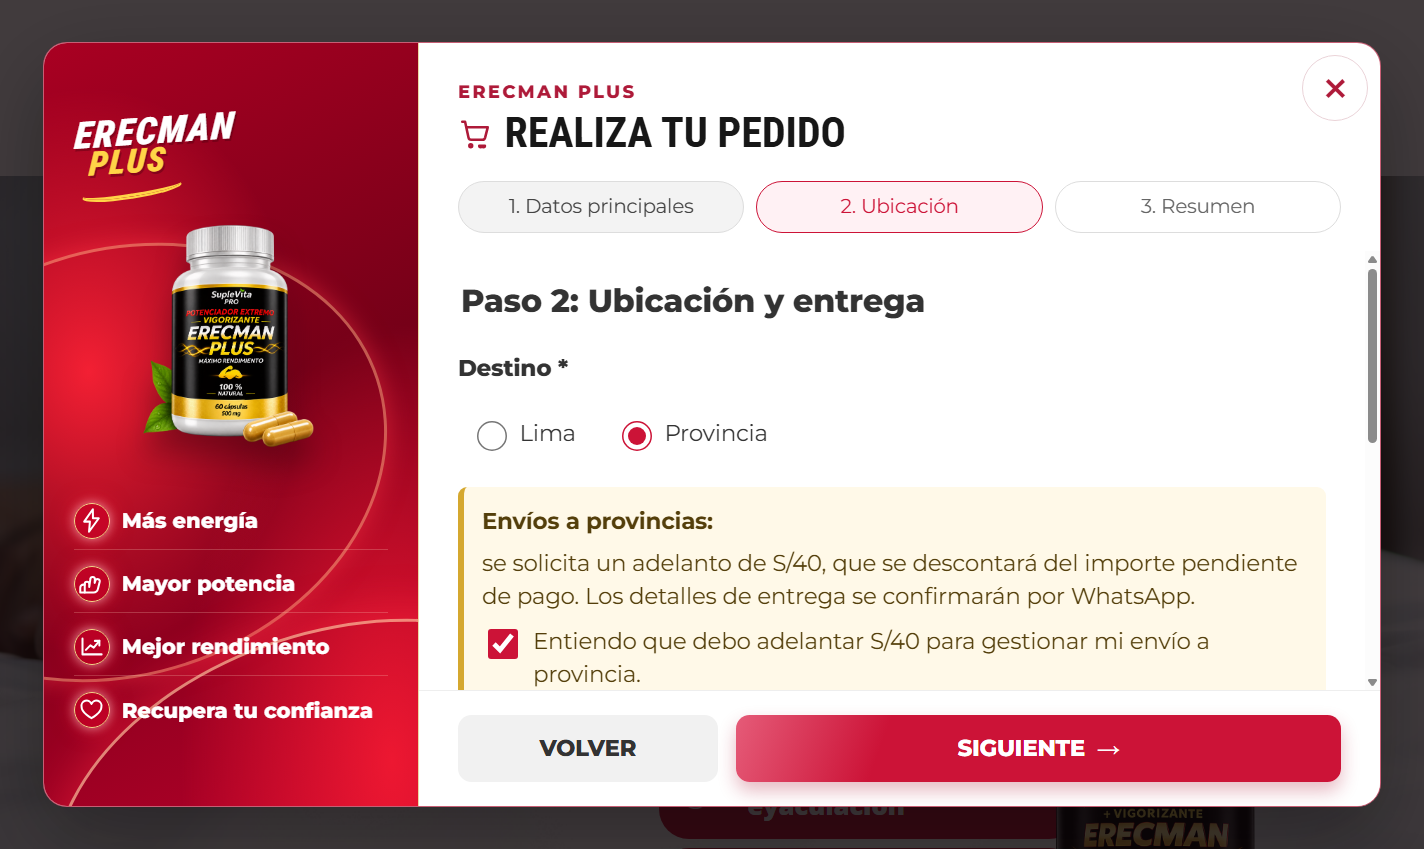 ERECMAN
PLUS
SupleVita
PRO
POTENCIADOR EXTREMO
VIGORIZANTE
ERECMAN
PLUS
MÁXIMO RENDIMIENTO
100 %
NATURAL
60 cápsulas
500 mg
Más energía
Mayor potencia
Mejor rendimiento
Recupera tu confianza
ERECMAN PLUS
REALIZA TU PEDIDO
1. Datos principales
2. Ubicación
3. Resumen
Paso 2: Ubicación y entrega
Destino *
Lima
Provincia
Envíos a provincias:
se solicita un adelanto de S/40, que se descontará del importe pendiente
de pago. Los detalles de entrega se confirmarán por WhatsApp.
Entiendo que debo adelantar S/40 para gestionar mi envío a
provincia.
VOLVER
SIGUIENTE →
eyaculación
+ VIGORIZANTE
ERECMAN